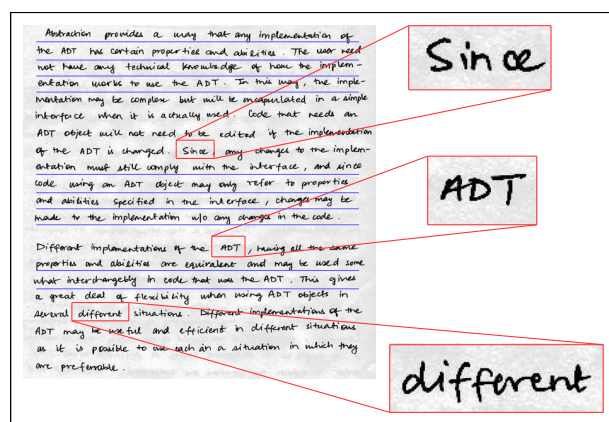 Abstraction provides a way that any implementation of
the ADT has certain properties and abilities. The user need
not have any technical knowledge of how the implem-
entation works to use the ADT. In this way, the imple-
mentation may be complex but will be encapsulated in a simple
interface when it is actually used. Code that needs an
ADT object will not need to be edited if the implementation
of the ADT is changed. Since, any changes to the implem-
entation must still comply with the interface, and since
code using an ADT object may only refer to properties
and abilities specified in the interface, changes may be
made to the implementation w/o any changes in the code.
Different implementations of the ADT, having all the same
properties and abilities are equivalent and may be used some
what interchangebly in code that uses the ADT. This gives
a great deal of flexibility when using ADT objects in
several different situations. Different implementations of the
ADT may be useful and efficient in different situations
as it is possible to use each in a situation in which they
are preferrable.
Since
ADT
different